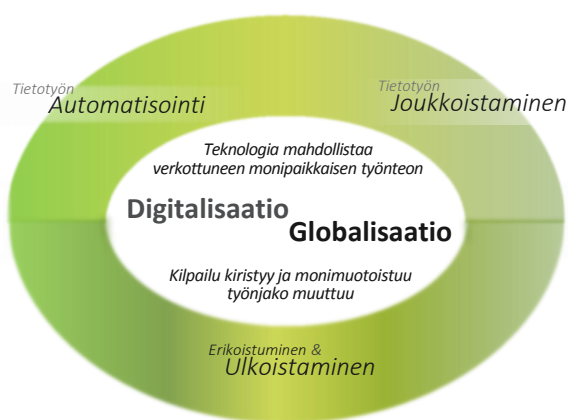 Tietotyön
Automatisointi
Tietotyön
Joukkoistaminen
Teknologia mahdollistaa
verkottuneen monipaikkaisen työnteon
Digitalisaatio
Globalisaatio
Kilpailu kiristyy ja monimuotoistuu
työnjako muuttuu
Erikoistuminen &
Ulkoistaminen